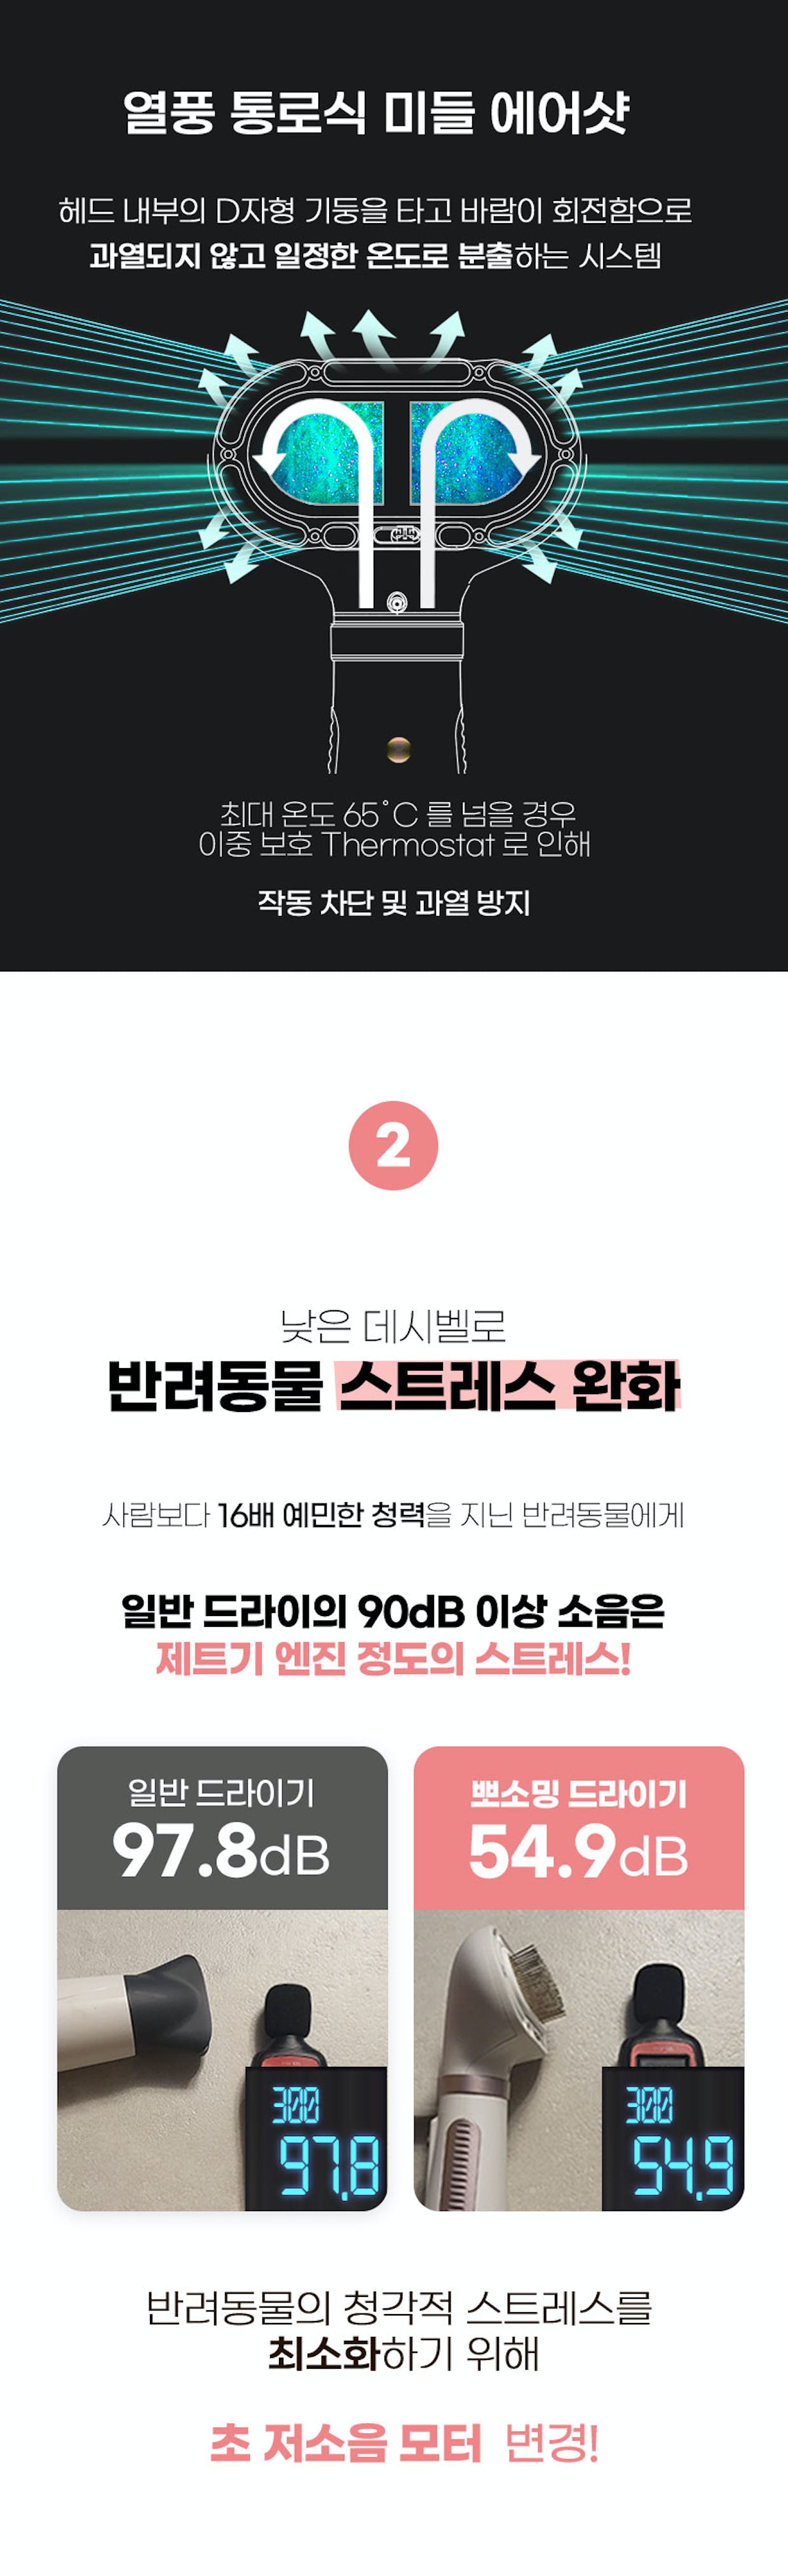 열풍 통로식 미들 에어샷
헤드 내부의 D자형 기둥을 타고 바람이 회전함으로
과열되지 않고 일정한 온도로 분출하는 시스템
최대 온도 65˚C 를 넘을 경우
이중 보호 Thermostat 로 인해
작동 차단 및 과열 방지
2
낮은 데시벨로
반려동물 스트레스 완화
사람보다 16배 예민한 청력을 지닌 반려동물에게
일반 드라이의 90dB 이상 소음은
제트기 엔진 정도의 스트레스!
일반 드라이기
97.8dB
뽀소밍 드라이기
54.9dB
300
97.8
300
54.9
반려동물의 청각적 스트레스를
최소화하기 위해
초 저소음 모터 변경!